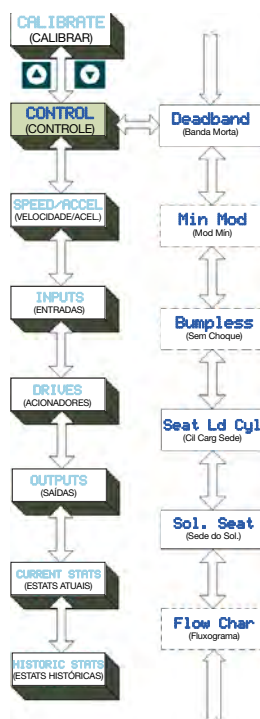 CALIBRATE
(CALIBRAR)
CONTROL
(CONTROLE)
SPEED/ACCEL
(VELOCIDADE/ACEL.)
INPUTS
(ENTRADAS)
DRIVES
(ACIONADORES)
OUTPUTS
(SAÍDAS)
CURRENT STATS
(ESTATS ATUAIS)
HISTORIC STATS
(ESTATS HISTÓRICAS)
Deadband
(Banda Morta)
Min Mod
(Mod Mín)
Bumpless
(Sem Choque)
Seat Ld Cyl
(Cil Carg Sede)
Sol. Seat
(Sede do Sol.)
Flow Char
(Fluxograma)